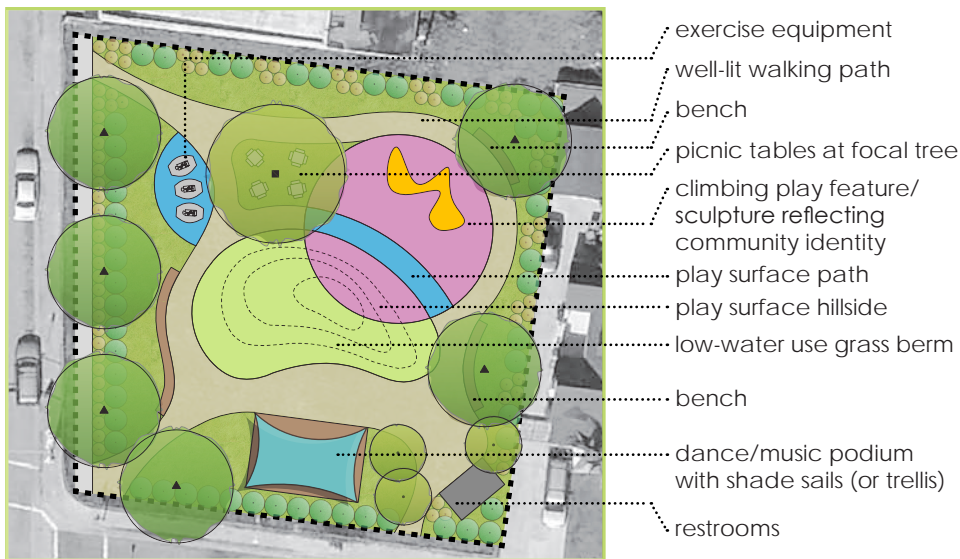 exercise equipment
well-lit walking path
bench
picnic tables at focal tree
climbing play feature/
sculpture reflecting
community identity
play surface path
play surface hillside
low-water use grass berm
bench
dance/music podium
with shade sails (or trellis)
restrooms